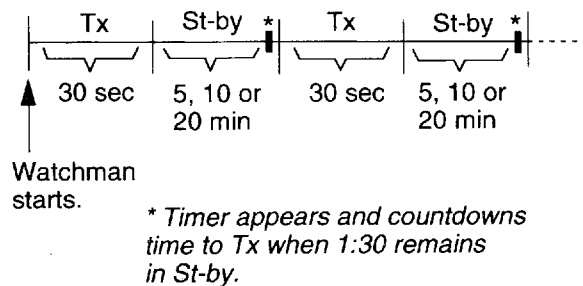 Tx St-by * Tx St-by *
30 sec 5, 10 or 30 sec 5, 10 or
20 min 20 min
Watchman
starts.
* Timer appears and countdowns
time to Tx when 1:30 remains
in St-by.